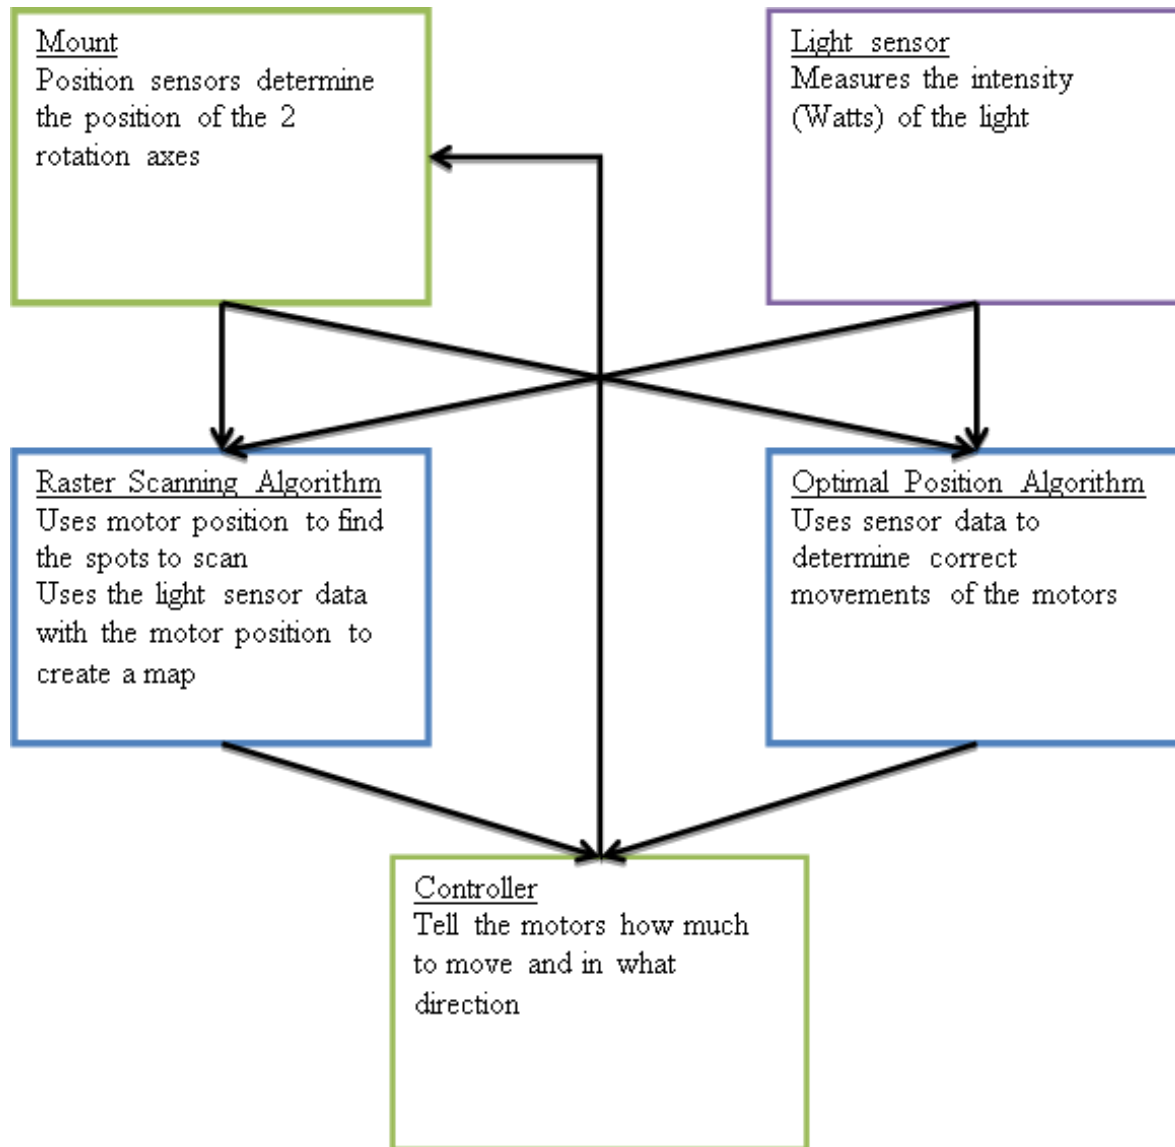 Mount
Position sensors determine
the position of the 2
rotation axes
Light sensor
Measures the intensity
(Watts) of the light
Raster Scanning Algorithm
Uses motor position to find
the spots to scan
Uses the light sensor data
with the motor position to
create a map
Optimal Position Algorithm
Uses sensor data to
determine correct
movements of the motors
Controller
Tell the motors how much
to move and in what
direction